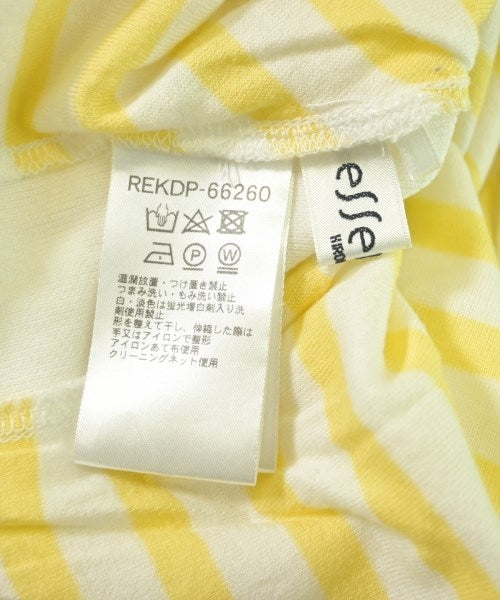 REKDP-66260
P W
濕潤放置・つけ置き禁止
つまみ洗い・もみ洗い禁止
白・淡色は蛍光増白剤入り洗
剤使用禁止
形を整えて干し、伸縮した際は
手又はアイロンで整形
アイロンあて布使用
クリーニングネット使用
esse
HIRO